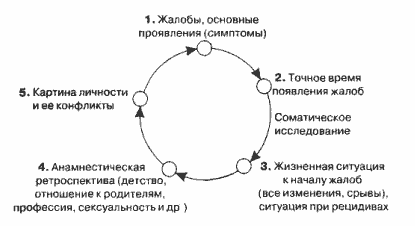 1. Жалобы, основные
проявления (симптомы)
2. Точное время
появления жалоб
Соматическое
исследование
3. Жизненная ситуация
к началу жалоб
(все изменения, срывы),
ситуация при рецидивах
4. Анамнестическая
ретроспектива (детство,
отношение к родителям,
профессия, сексуальность и др )
5. Картина личности
и ее конфликты